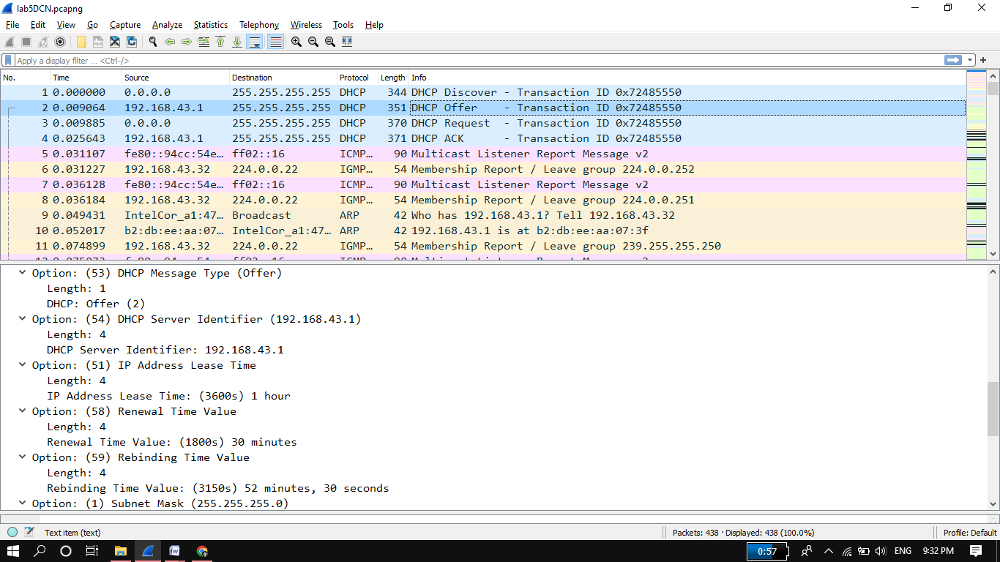 lab5DCN.pcapng
File Edit View Go Capture Analyze Statistics Telephony Wireless Tools Help
Apply a display filter ... <Ctrl-/>
No. Time Source Destination Protocol Length Info
1 0.000000 0.0.0.0 255.255.255.255 DHCP 344 DHCP Discover - Transaction ID 0x72485550
2 0.009064 192.168.43.1 255.255.255.255 DHCP 351 DHCP Offer - Transaction ID 0x72485550
3 0.009885 0.0.0.0 255.255.255.255 DHCP 370 DHCP Request - Transaction ID 0x72485550
4 0.025643 192.168.43.1 255.255.255.255 DHCP 371 DHCP ACK - Transaction ID 0x72485550
5 0.031107 fe80::94cc:54e… ff02::16 ICMP… 90 Multicast Listener Report Message v2
6 0.031227 192.168.43.32 224.0.0.22 IGMP… 54 Membership Report / Leave group 224.0.0.252
7 0.036128 fe80::94cc:54e… ff02::16 ICMP… 90 Multicast Listener Report Message v2
8 0.036184 192.168.43.32 224.0.0.22 IGMP… 54 Membership Report / Leave group 224.0.0.251
9 0.049431 IntelCor_a1:47… Broadcast ARP 42 Who has 192.168.43.1? Tell 192.168.43.32
10 0.052017 b2:db:ee:aa:07… IntelCor_a1:47… ARP 42 192.168.43.1 is at b2:db:ee:aa:07:3f
11 0.074899 192.168.43.32 224.0.0.22 IGMP… 54 Membership Report / Leave group 239.255.255.250
Option: (53) DHCP Message Type (Offer)
Length: 1
DHCP: Offer (2)
Option: (54) DHCP Server Identifier (192.168.43.1)
Length: 4
DHCP Server Identifier: 192.168.43.1
Option: (51) IP Address Lease Time
Length: 4
IP Address Lease Time: (3600s) 1 hour
Option: (58) Renewal Time Value
Length: 4
Renewal Time Value: (1800s) 30 minutes
Option: (59) Rebinding Time Value
Length: 4
Rebinding Time Value: (3150s) 52 minutes, 30 seconds
Option: (1) Subnet Mask (255.255.255.0)
Text item (text) Packets: 438 · Displayed: 438 (100.0%) Profile: Default
0:57 ENG 9:32 PM